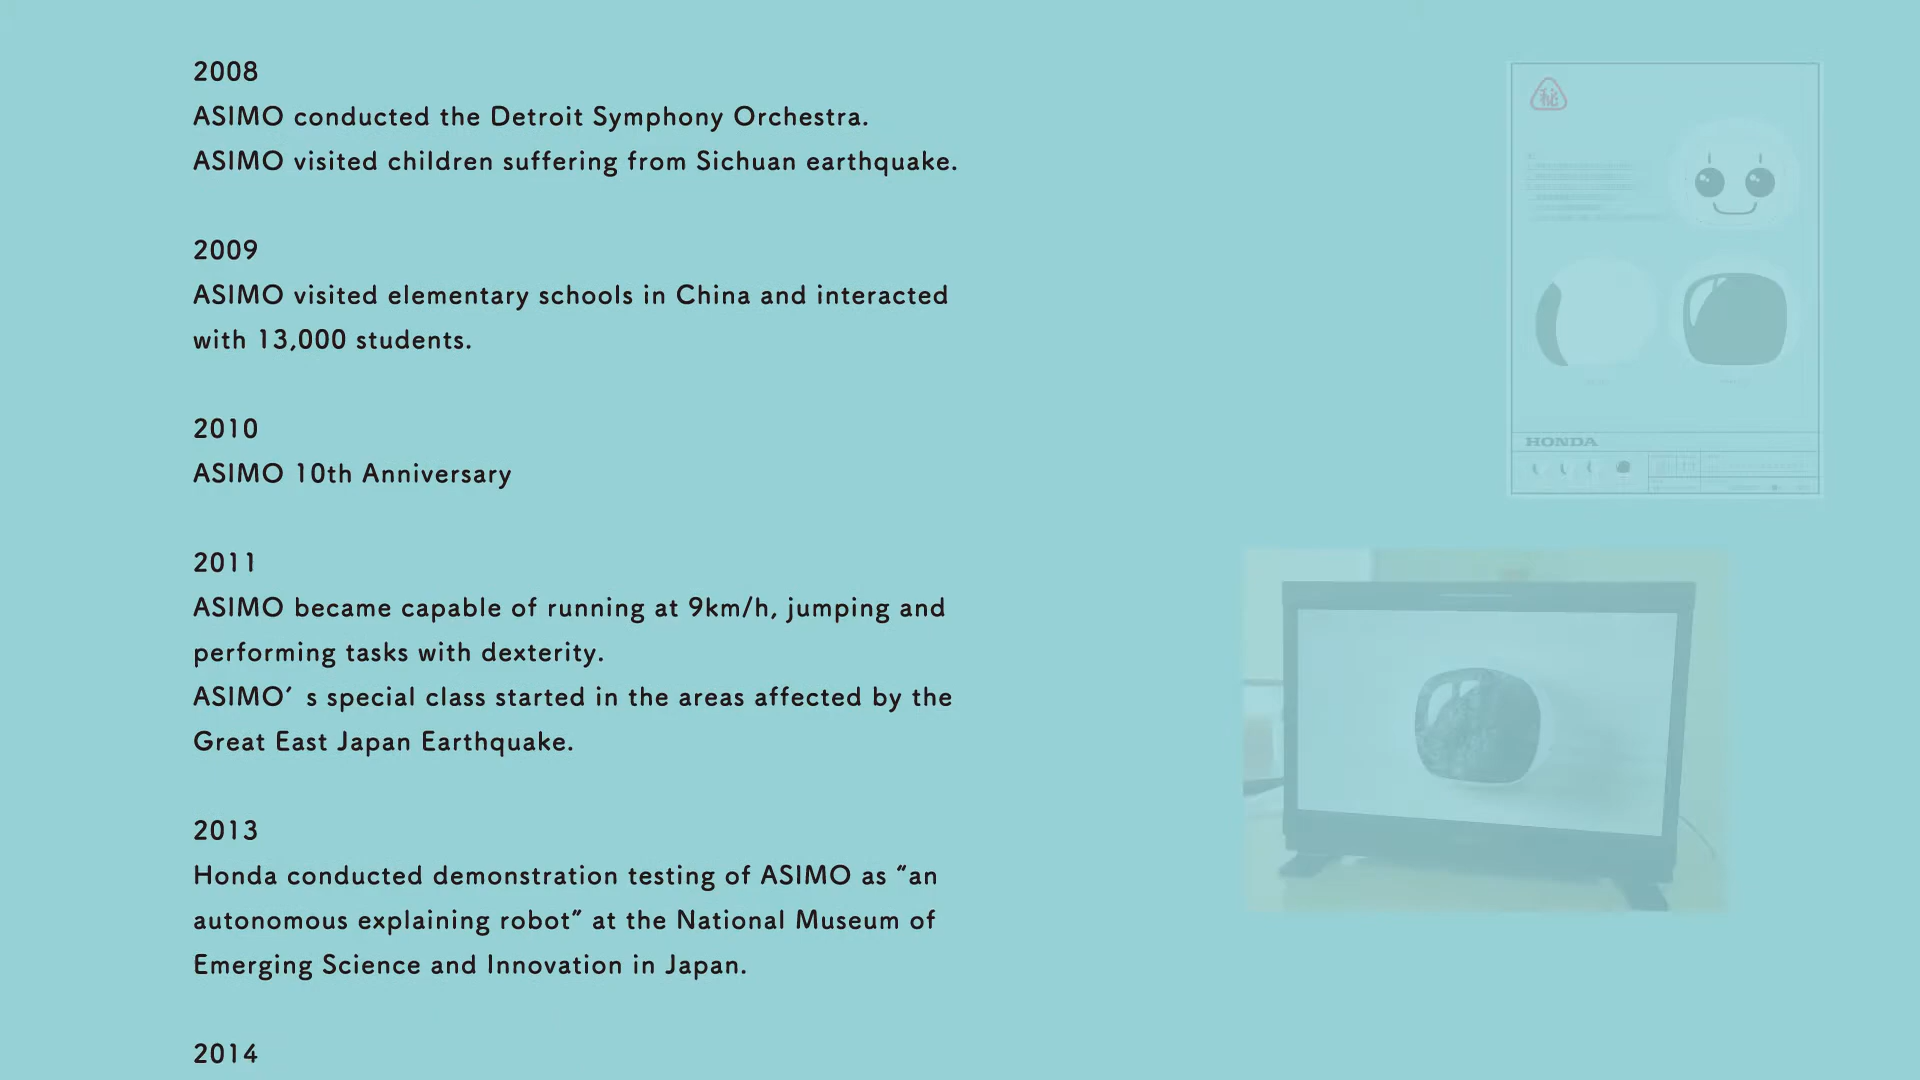 2008
ASIMO conducted the Detroit Symphony Orchestra.
ASIMO visited children suffering from Sichuan earthquake.
2009
ASIMO visited elementary schools in China and interacted
with 13,000 students.
2010
ASIMO 10th Anniversary
2011
ASIMO became capable of running at 9km/h, jumping and
performing tasks with dexterity.
ASIMO’ s special class started in the areas affected by the
Great East Japan Earthquake.
2013
Honda conducted demonstration testing of ASIMO as “an
autonomous explaining robot” at the National Museum of
Emerging Science and Innovation in Japan.
2014
秘
HONDA